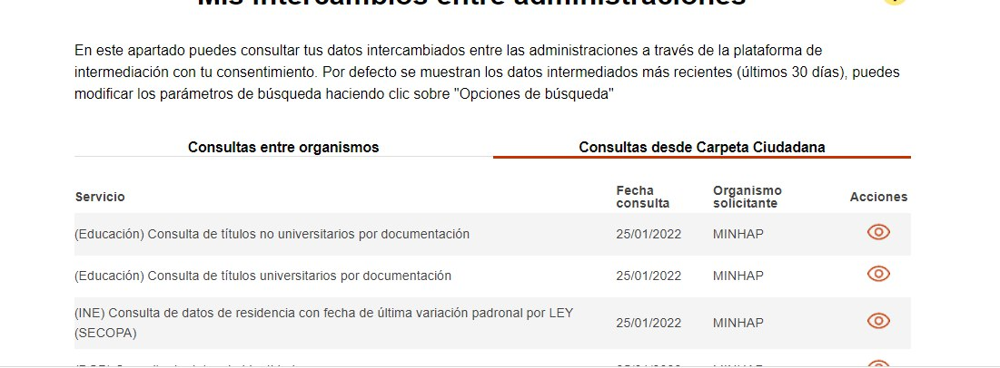 Mis intercambios entre administraciones
En este apartado puedes consultar tus datos intercambiados entre las administraciones a través de la plataforma de
intermediación con tu consentimiento. Por defecto se muestran los datos intermediados más recientes (últimos 30 días), puedes
modificar los parámetros de búsqueda haciendo clic sobre "Opciones de búsqueda"
Consultas entre organismos Consultas desde Carpeta Ciudadana
Servicio Fecha consulta Organismo solicitante Acciones
(Educación) Consulta de títulos no universitarios por documentación 25/01/2022 MINHAP
(Educación) Consulta de títulos universitarios por documentación 25/01/2022 MINHAP
(INE) Consulta de datos de residencia con fecha de última variación padronal por LEY
(SECOPA) 25/01/2022 MINHAP